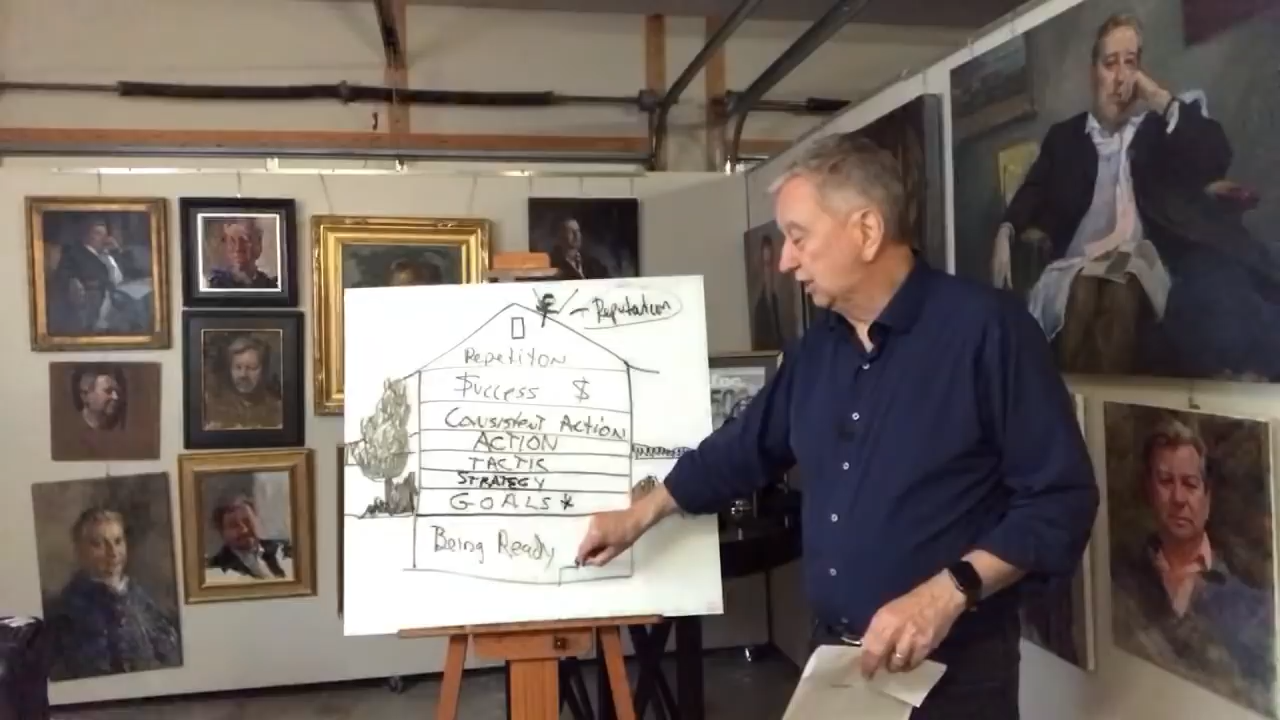 - Reputation
Repetiton
$uccess $
Consistent Action
ACTION
TACTIC
STRATEGY
GOALS*
Being Ready